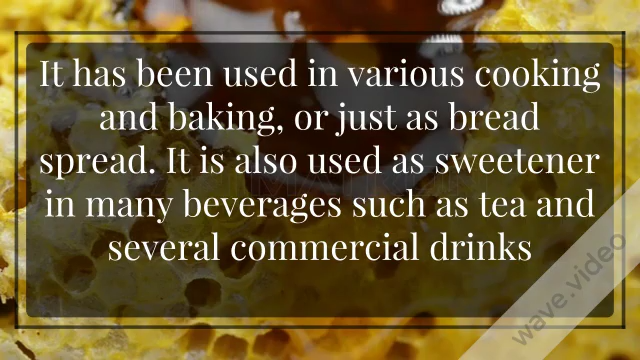 It has been used in various cooking
and baking, or just as bread
spread. It is also used as sweetener
in many beverages such as tea and
several commercial drinks
wave.video